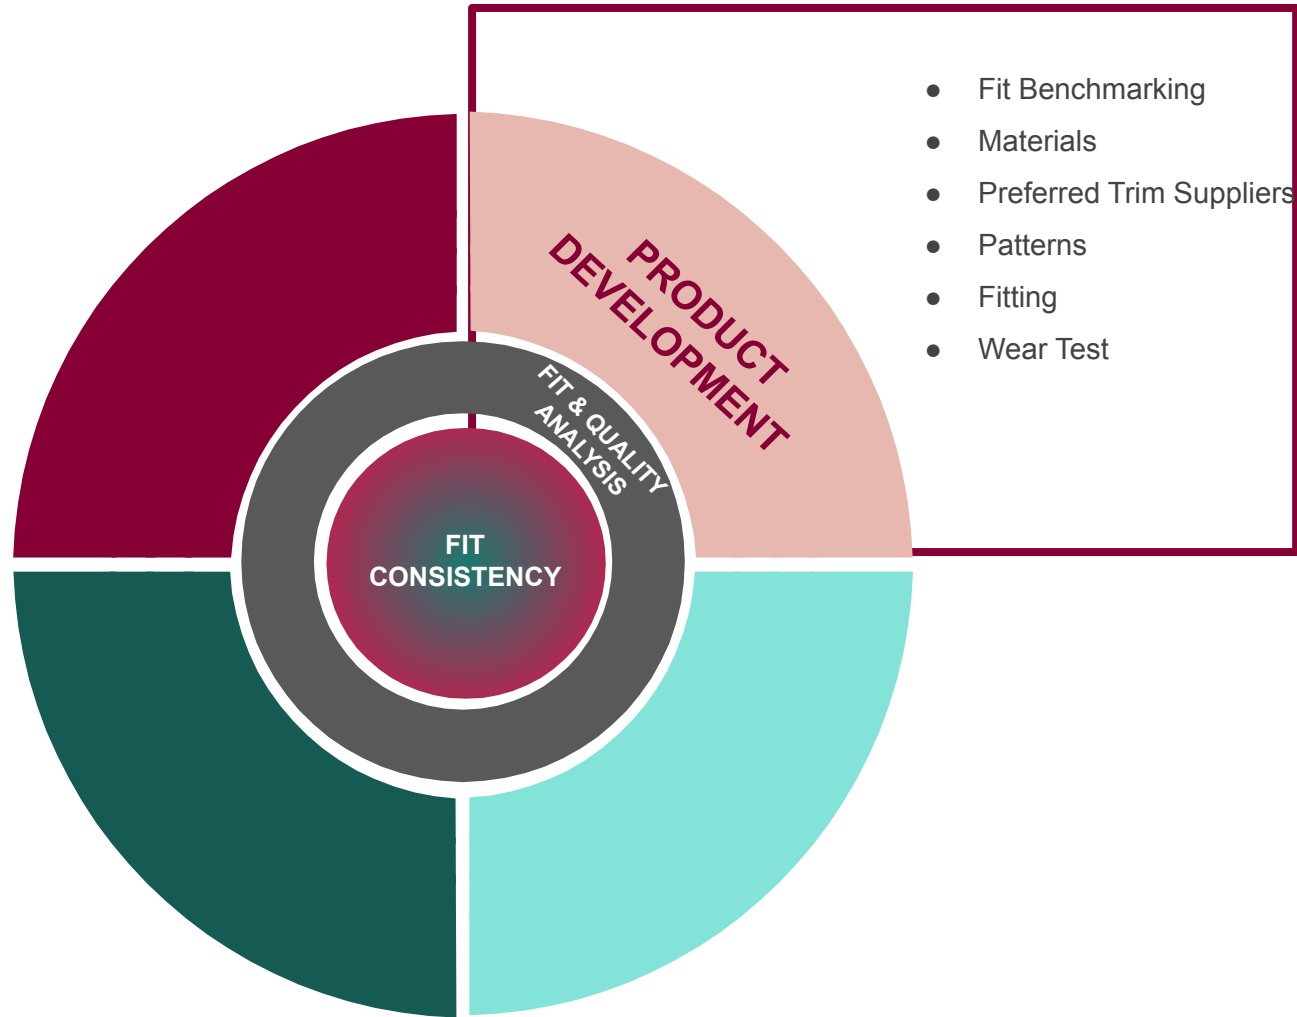 ● Fit Benchmarking
● Materials
● Preferred Trim Suppliers
● Patterns
● Fitting
● Wear Test
PRODUCT
DEVELOPMENT
FIT & QUALITY
ANALYSIS
FIT
CONSISTENCY